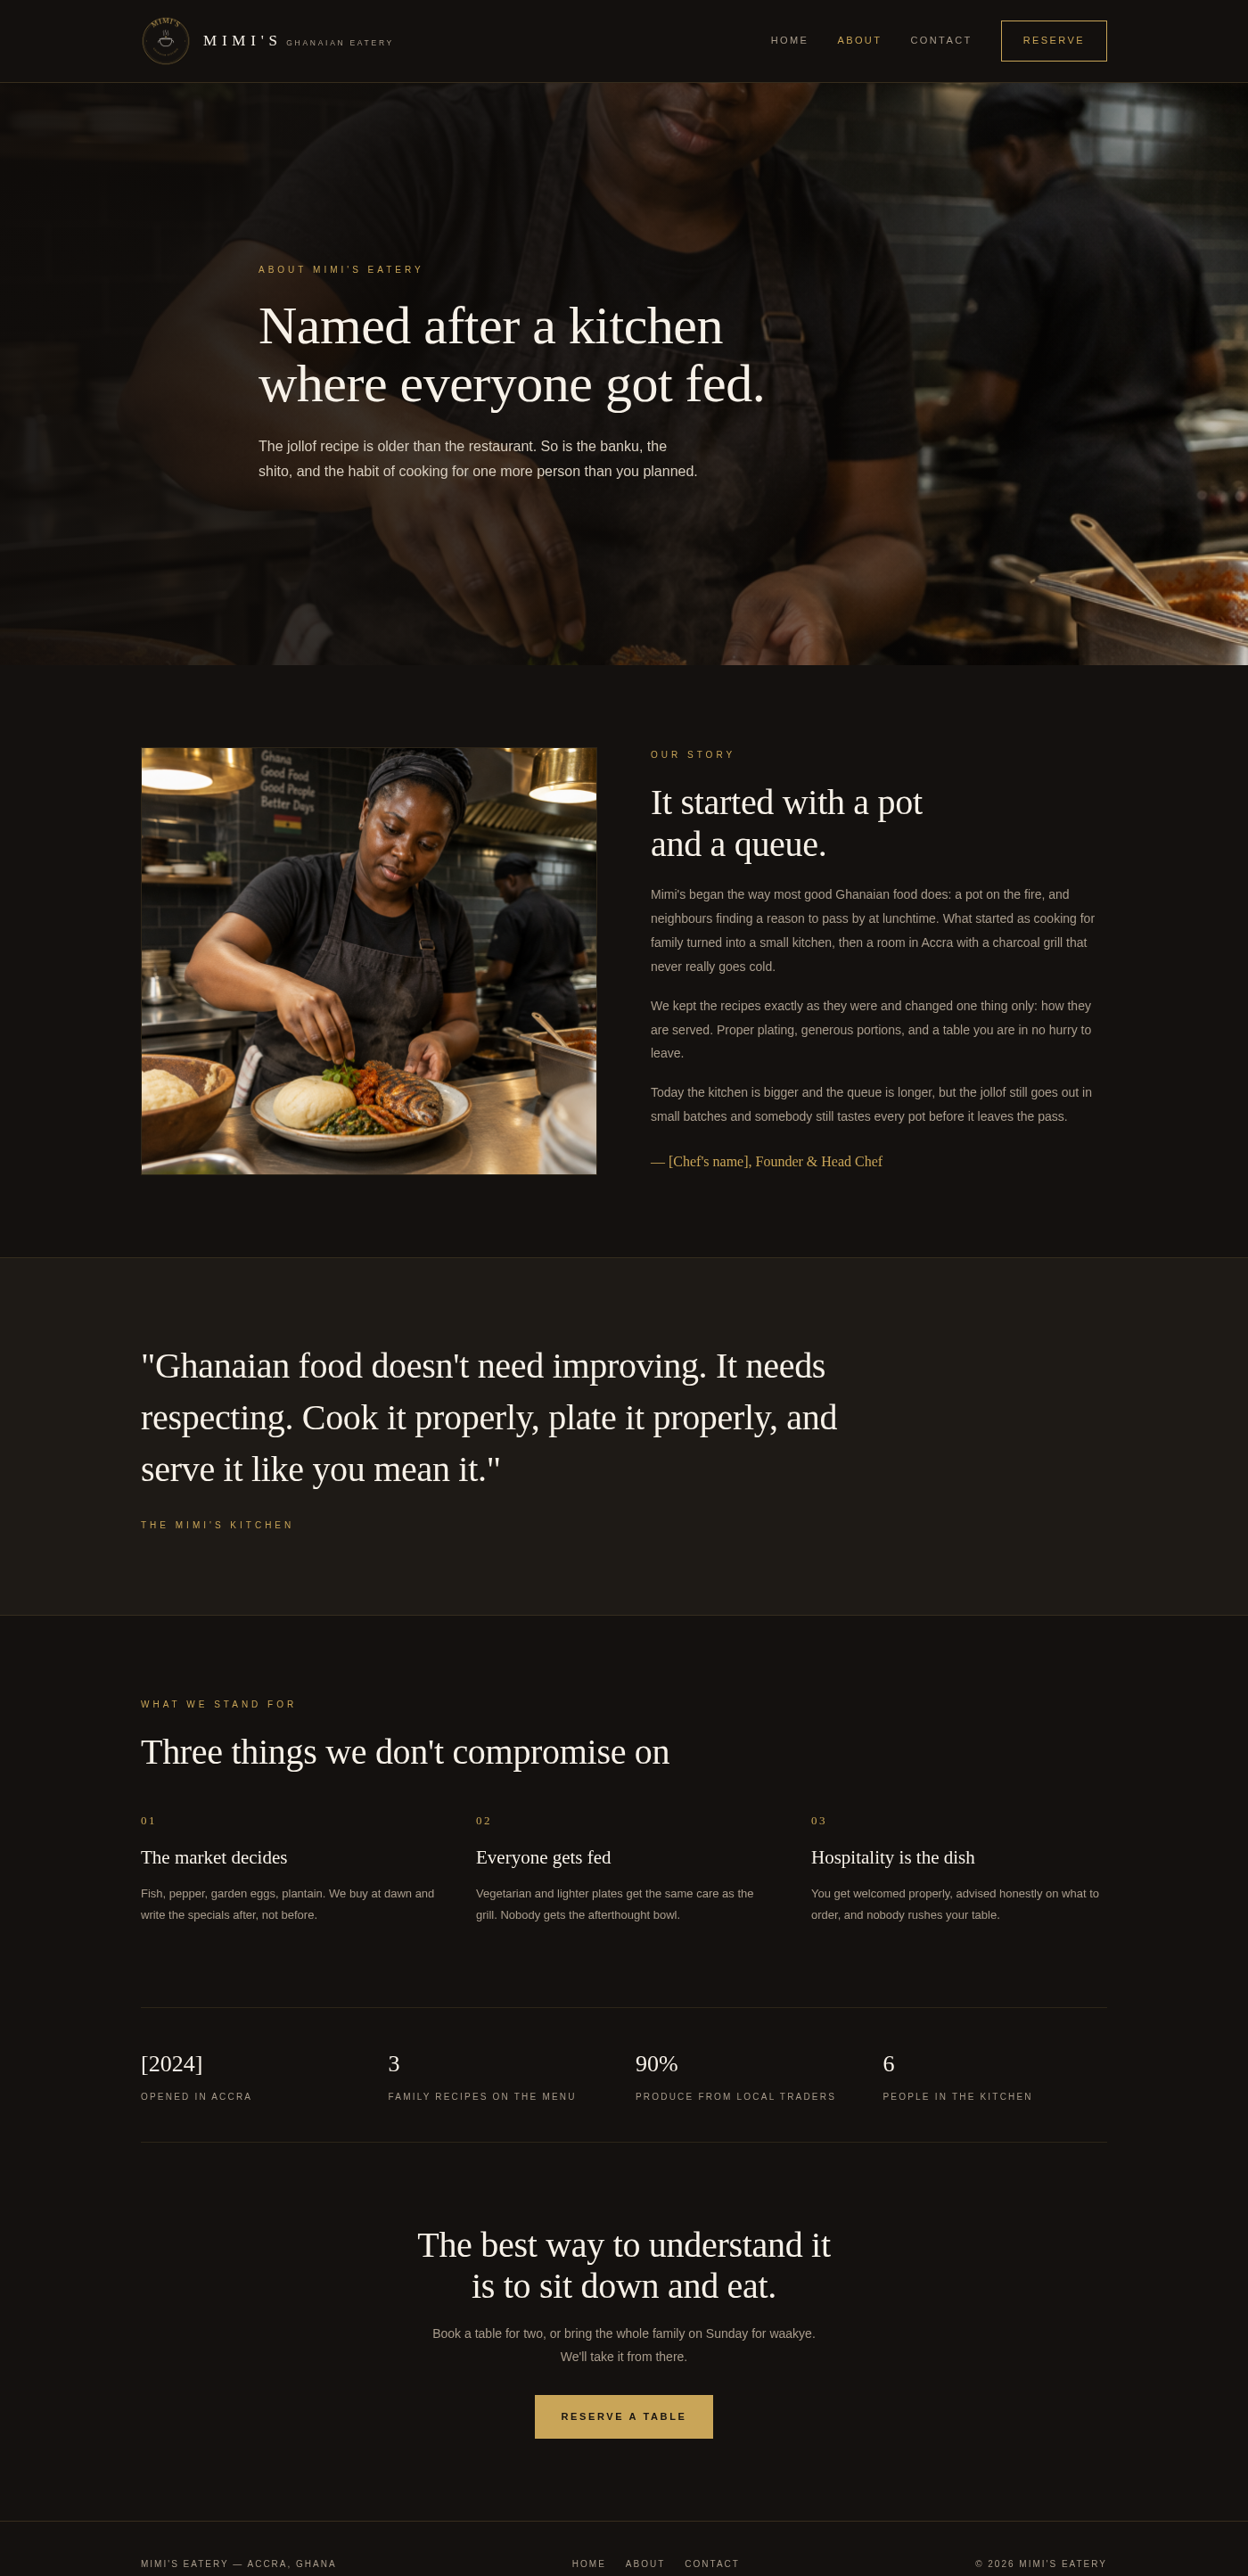 MIMI'S
MIMI'S GHANAIAN EATERY
HOME ABOUT CONTACT RESERVE
ABOUT MIMI'S EATERY
Named after a kitchen
where everyone got fed.
The jollof recipe is older than the restaurant. So is the banku, the
shito, and the habit of cooking for one more person than you planned.
Ghana
Good Food
Good People
Better Days
OUR STORY
It started with a pot
and a queue.
Mimi's began the way most good Ghanaian food does: a pot on the fire, and
neighbours finding a reason to pass by at lunchtime. What started as cooking for
family turned into a small kitchen, then a room in Accra with a charcoal grill that
never really goes cold.
We kept the recipes exactly as they were and changed one thing only: how they
are served. Proper plating, generous portions, and a table you are in no hurry to
leave.
Today the kitchen is bigger and the queue is longer, but the jollof still goes out in
small batches and somebody still tastes every pot before it leaves the pass.
— [Chef's name], Founder & Head Chef
"Ghanaian food doesn't need improving. It needs
respecting. Cook it properly, plate it properly, and
serve it like you mean it."
THE MIMI'S KITCHEN
WHAT WE STAND FOR
Three things we don't compromise on
01
The market decides
Fish, pepper, garden eggs, plantain. We buy at dawn and
write the specials after, not before.
02
Everyone gets fed
Vegetarian and lighter plates get the same care as the
grill. Nobody gets the afterthought bowl.
03
Hospitality is the dish
You get welcomed properly, advised honestly on what to
order, and nobody rushes your table.
[2024]
OPENED IN ACCRA
3
FAMILY RECIPES ON THE MENU
90%
PRODUCE FROM LOCAL TRADERS
6
PEOPLE IN THE KITCHEN
The best way to understand it
is to sit down and eat.
Book a table for two, or bring the whole family on Sunday for waakye.
We'll take it from there.
RESERVE A TABLE
MIMI'S EATERY — ACCRA, GHANA
HOME ABOUT CONTACT
© 2026 MIMI'S EATERY